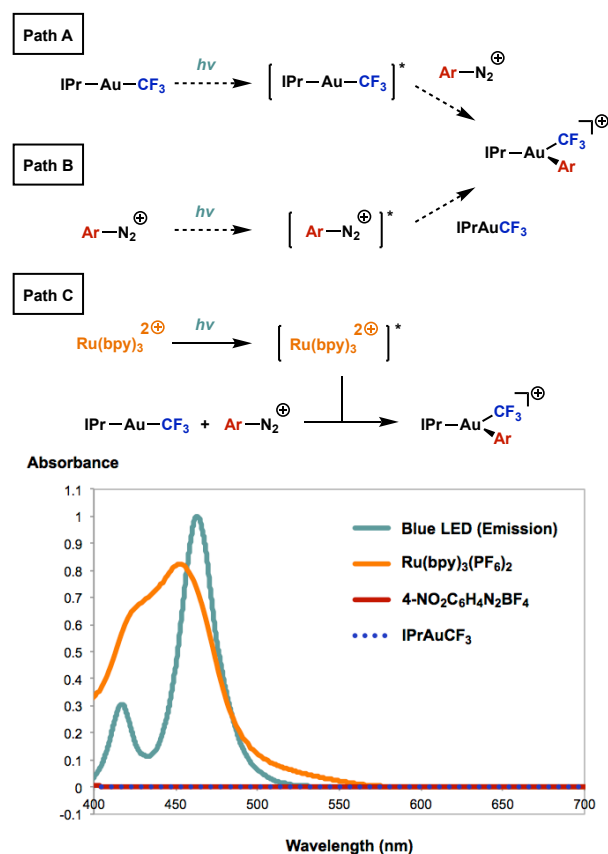 Path A
hv
IPr—Au—CF3
[IPr—Au—CF3]*
Ar—N2⊕
IPr—Au CF3 ⊕
Ar
Path B
hv
Ar—N2⊕
[Ar—N2⊕]*
IPrAuCF3
Path C
hv
Ru(bpy)3 2⊕
[Ru(bpy)3 2⊕]*
IPr—Au—CF3 + Ar—N2⊕
IPr—Au CF3 ⊕
Ar
Absorbance
1.1
1
0.9
0.8
0.7
0.6
0.5
0.4
0.3
0.2
0.1
0
-0.1
Blue LED (Emission)
Ru(bpy)3(PF6)2
4-NO2C6H4N2BF4
IPrAuCF3
400 450 500 550 600 650 700
Wavelength (nm)